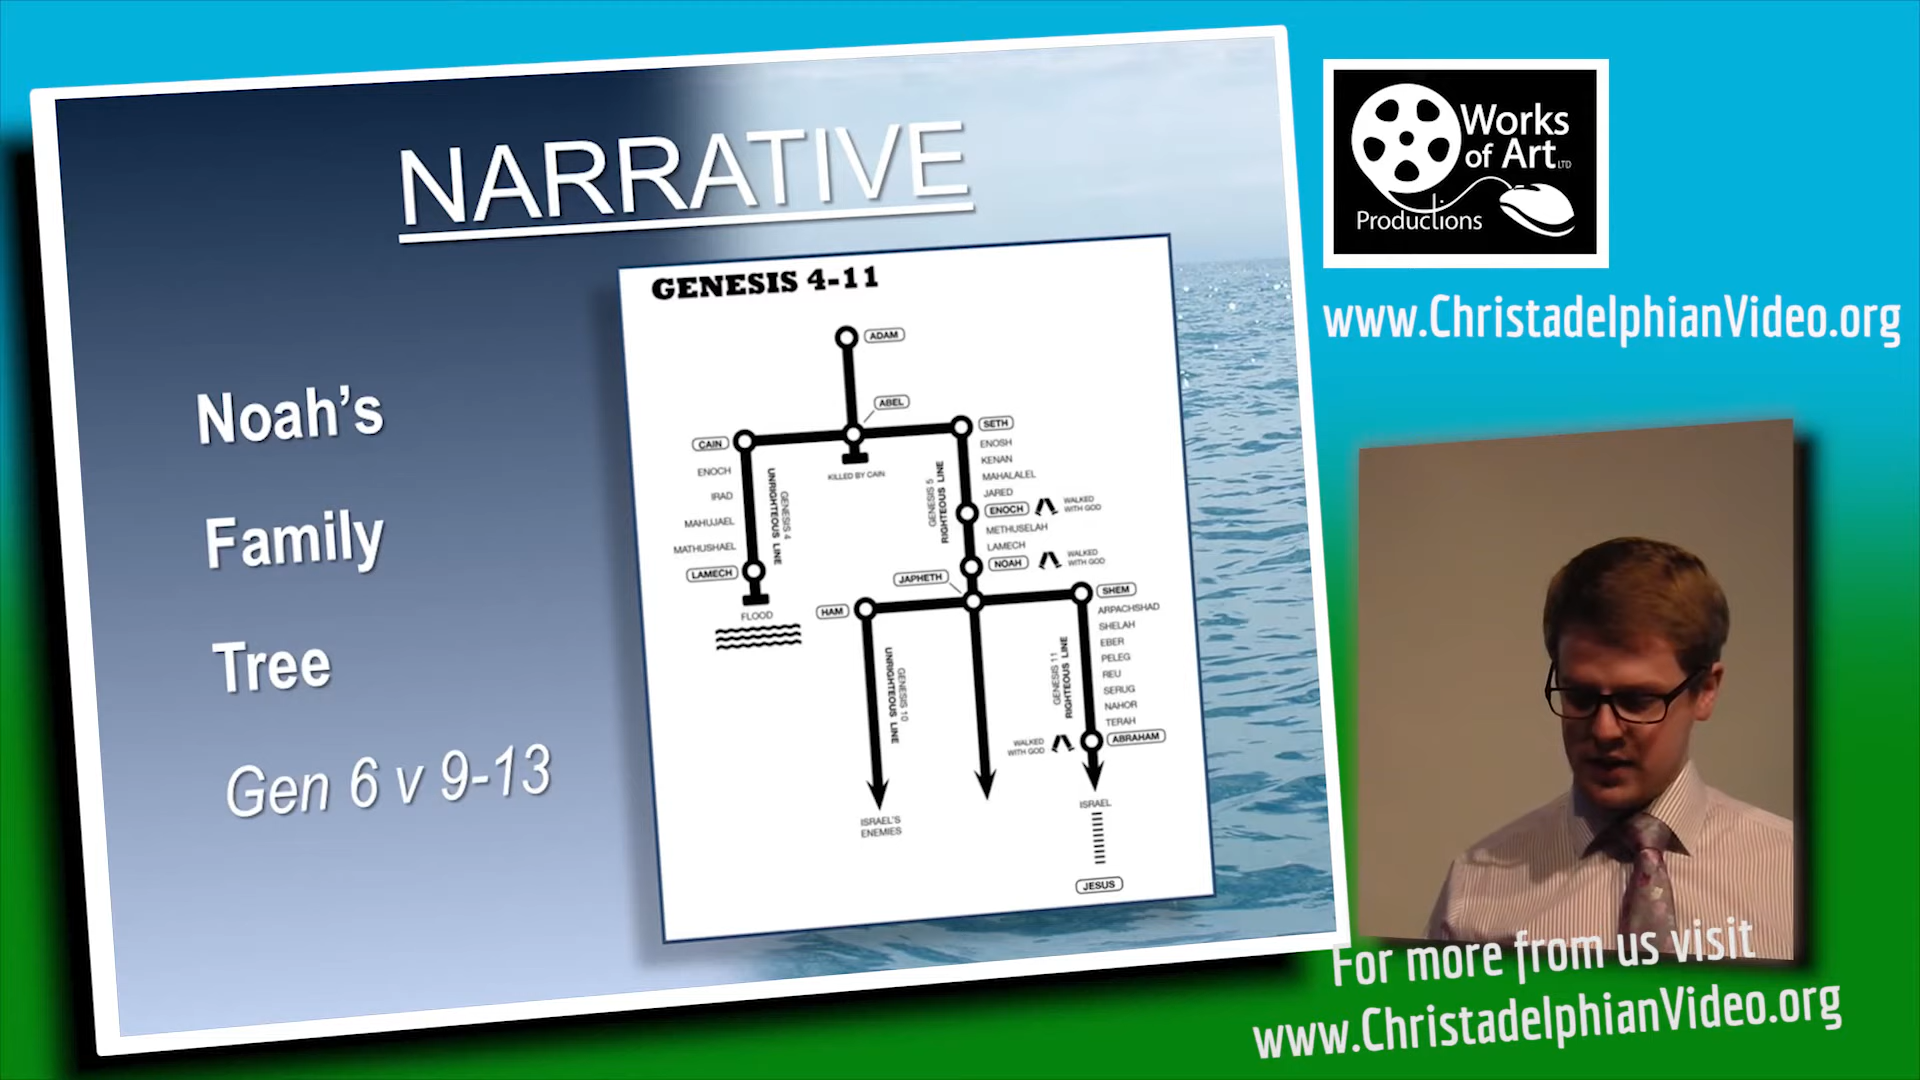 NARRATIVE
Noah's
Family
Tree
Gen 6 v 9-13
GENESIS 4-11
ADAM
ABEL
CAIN
SETH
KILLED BY CAIN
ENOCH
IRAD
MAHUJAEL
MATHUSHAEL
LAMECH
GENESIS 4
UNRIGHTEOUS LINE
FLOOD
GENESIS 5
RIGHTEOUS LINE
ENOSH
KENAN
MAHALALEL
JARED
ENOCH
WALKED
WITH GOD
METHUSELAH
LAMECH
NOAH
WALKED
WITH GOD
JAPHETH
HAM
SHEM
GENESIS 10
UNRIGHTEOUS LINE
ISRAEL'S
ENEMIES
GENESIS 11
RIGHTEOUS LINE
ARPACHSHAD
SHELAH
EBER
PELEG
REU
SERUG
NAHOR
TERAH
ABRAHAM
WALKED
WITH GOD
ISRAEL
JESUS
Works
of Art LTD
Productions
www.ChristadelphianVideo.org
For more from us visit
www.ChristadelphianVideo.org